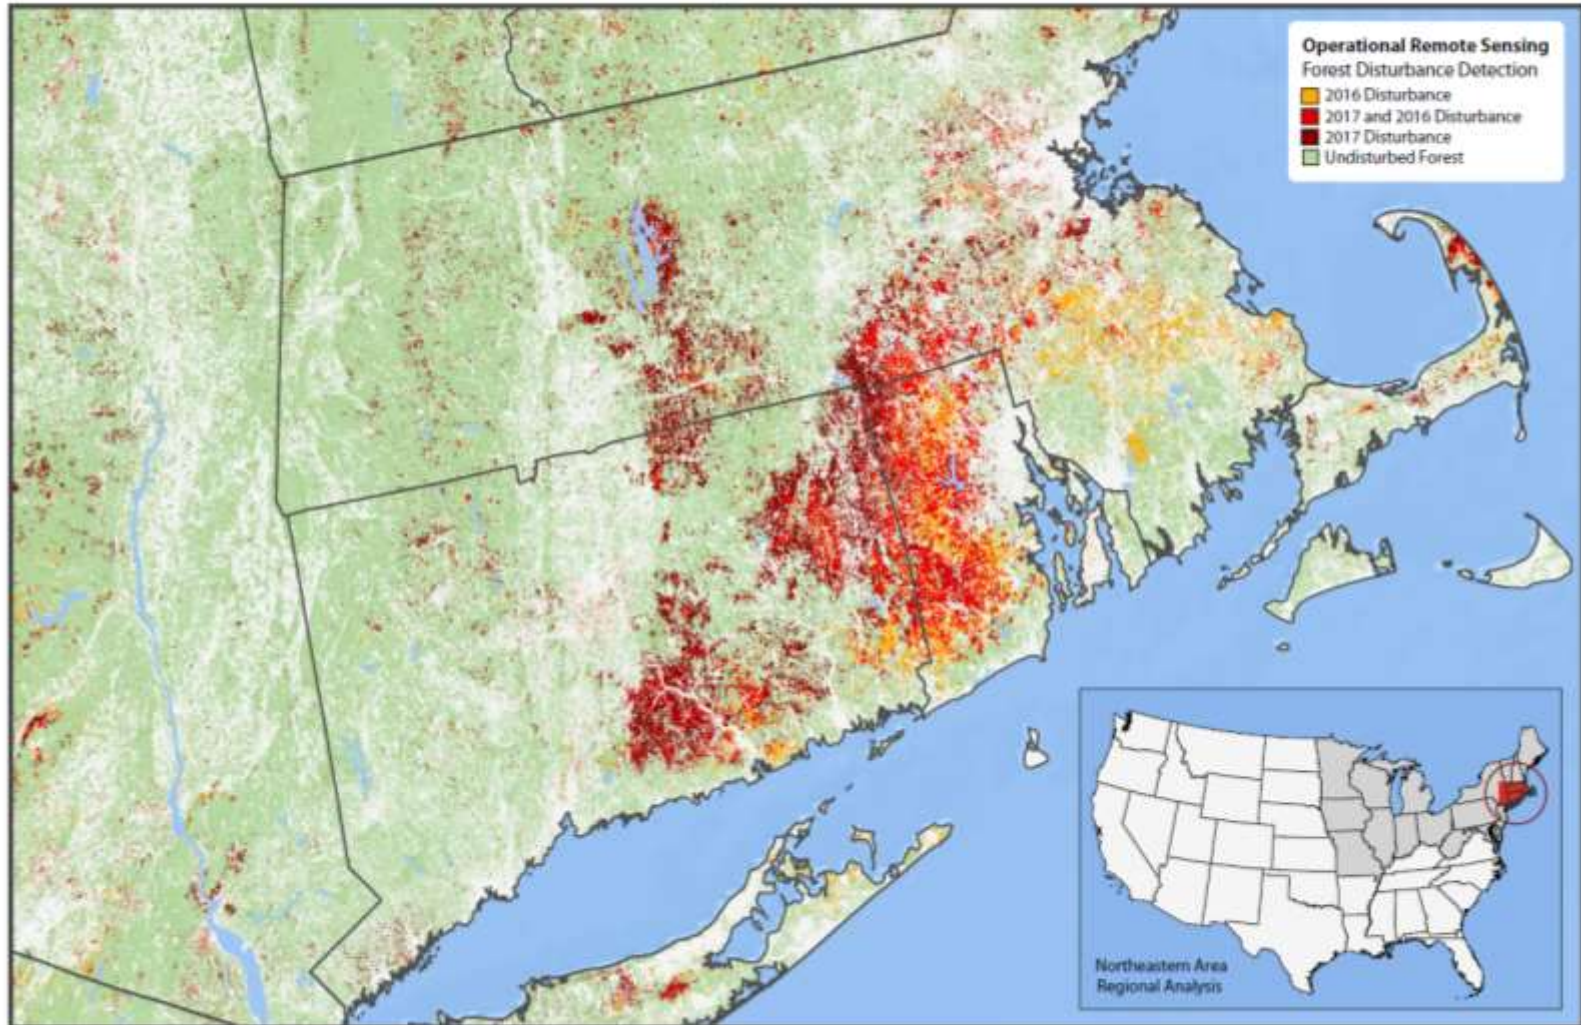 Operational Remote Sensing
Forest Disturbance Detection
2016 Disturbance
2017 and 2016 Disturbance
2017 Disturbance
Undisturbed Forest
Northeastern Area
Regional Analysis